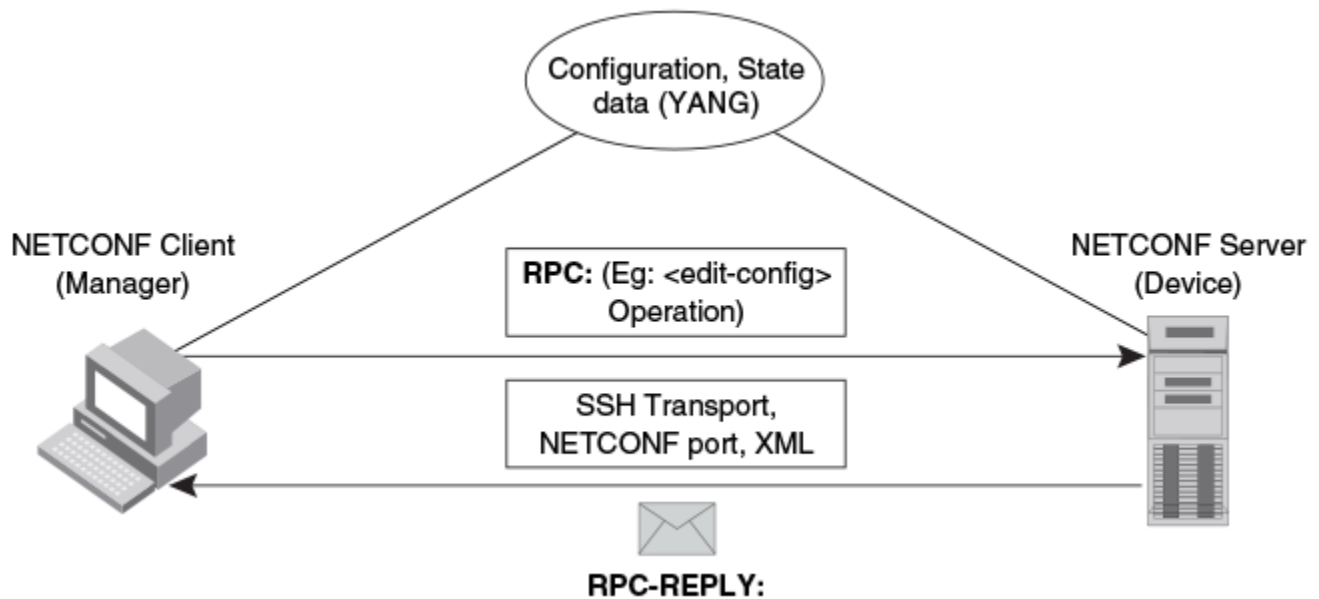 Configuration, State
data (YANG)
NETCONF Client
(Manager)
NETCONF Server
(Device)
RPC: (Eg: <edit-config>
Operation)
SSH Transport,
NETCONF port, XML
RPC-REPLY: